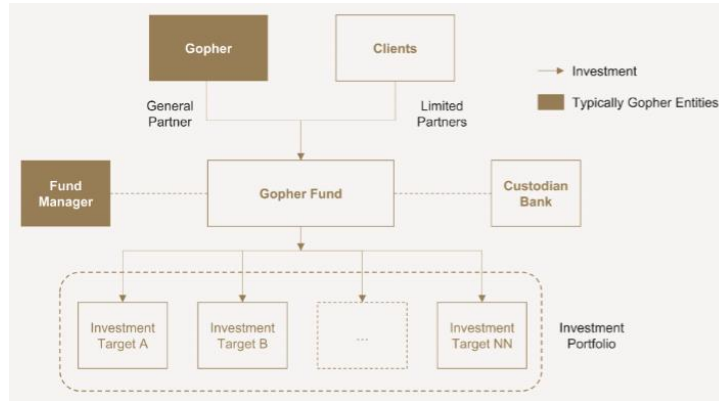 Gopher
Clients
Investment
General
Partner
Limited
Partners
Typically Gopher Entities
Fund
Manager
Gopher Fund
Custodian
Bank
Investment
Target A
Investment
Target B
...
Investment
Target NN
Investment
Portfolio